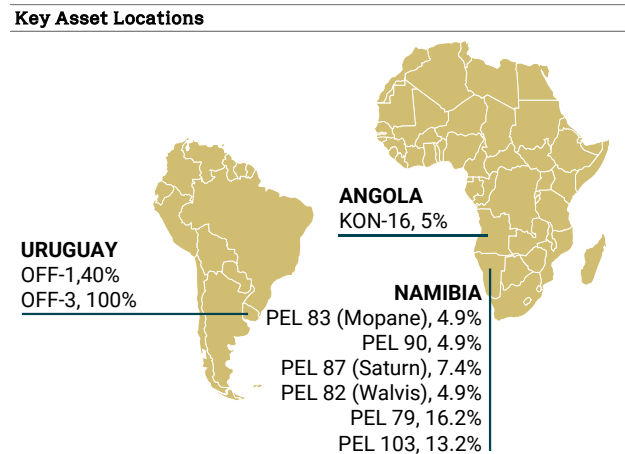 Key Asset Locations
ANGOLA
KON-16, 5%
URUGUAY
OFF-1,40%
OFF-3, 100%
NAMIBIA
PEL 83 (Mopane), 4.9%
PEL 90, 4.9%
PEL 87 (Saturn), 7.4%
PEL 82 (Walvis), 4.9%
PEL 79, 16.2%
PEL 103, 13.2%